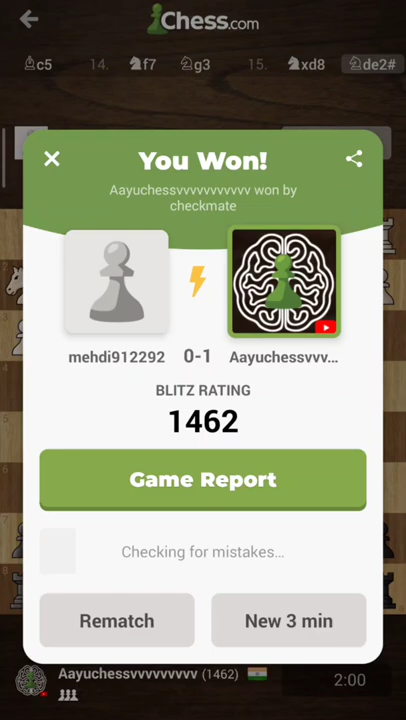 Chess.com
c5 14. f7 g3 15. xd8 de2#
You Won!
Aayuchessvvvvvvvvvvv won by
checkmate
mehdi912292 0-1 Aayuchessvvv...
BLITZ RATING
1462
Game Report
Checking for mistakes...
Rematch
New 3 min
Aayuchessvvvvvvvvv (1462)
2:00